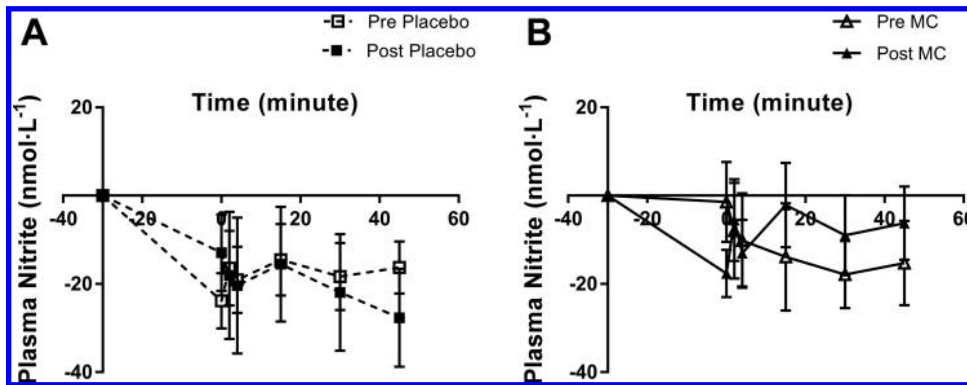 A
Pre Placebo
Post Placebo
Time (minute)
Plasma Nitrite (nmol·L-1)
20
-40 -20 0 20 40 60
-20
-40
B
Pre MC
Post MC
Time (minute)
Plasma Nitrite (nmol·L-1)
20
-40 -20 0 20 40 60
-20
-40